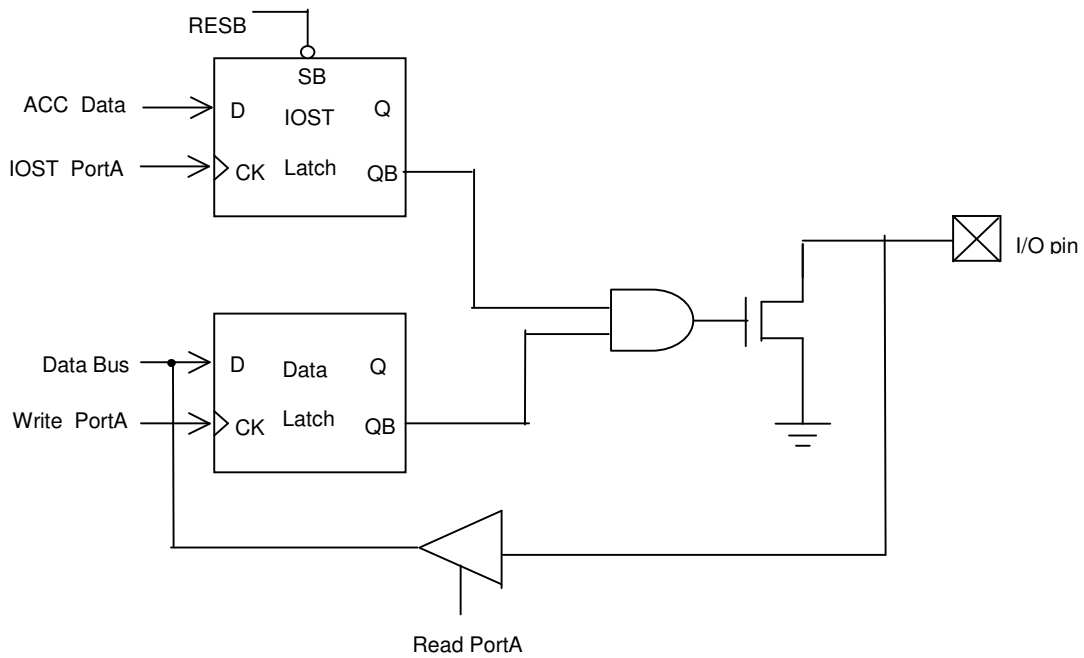 RESB
SB
ACC Data
D
IOST
Q
IOST PortA
CK
Latch
QB
I/O pin
Data Bus
D
Data
Q
Write PortA
CK
Latch
QB
Read PortA